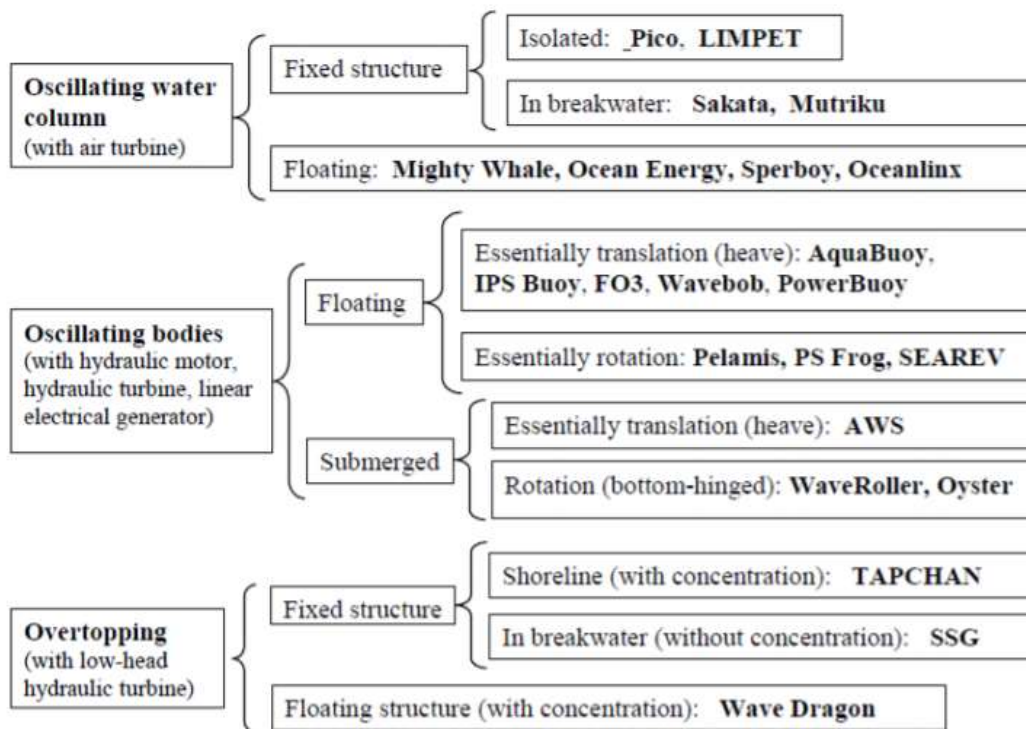 Oscillating water
column
(with air turbine)
Fixed structure
Isolated: _Pico, LIMPET
In breakwater: Sakata, Mutriku
Floating: Mighty Whale, Ocean Energy, Sperboy, Oceanlinx
Oscillating bodies
(with hydraulic motor,
hydraulic turbine, linear
electrical generator)
Floating
Essentially translation (heave): AquaBuoy,
IPS Buoy, FO3, Wavebob, PowerBuoy
Essentially rotation: Pelamis, PS Frog, SEAREV
Submerged
Essentially translation (heave): AWS
Rotation (bottom-hinged): WaveRoller, Oyster
Overtopping
(with low-head
hydraulic turbine)
Fixed structure
Shoreline (with concentration): TAPCHAN
In breakwater (without concentration): SSG
Floating structure (with concentration): Wave Dragon